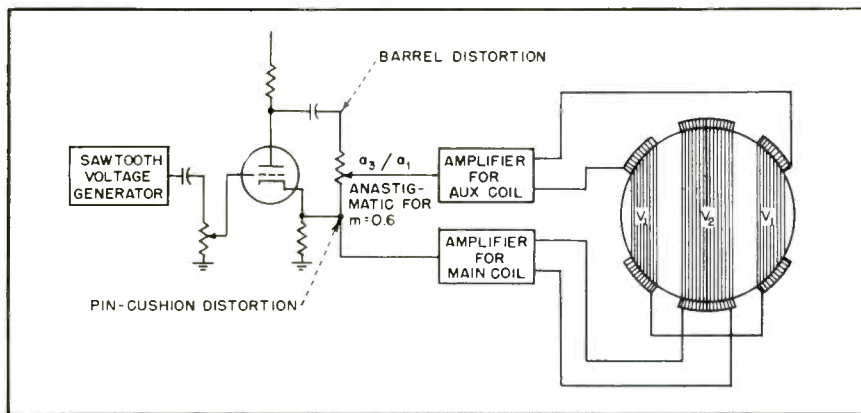 BARREL DISTORTION
SAWTOOTH
VOLTAGE
GENERATOR
a₃/a₁
ANASTIG-
MATIC FOR
m=0.6
AMPLIFIER
FOR
AUX COIL
AMPLIFIER
FOR
MAIN COIL
PIN-CUSHION DISTORTION
V₁
V₂
V₁